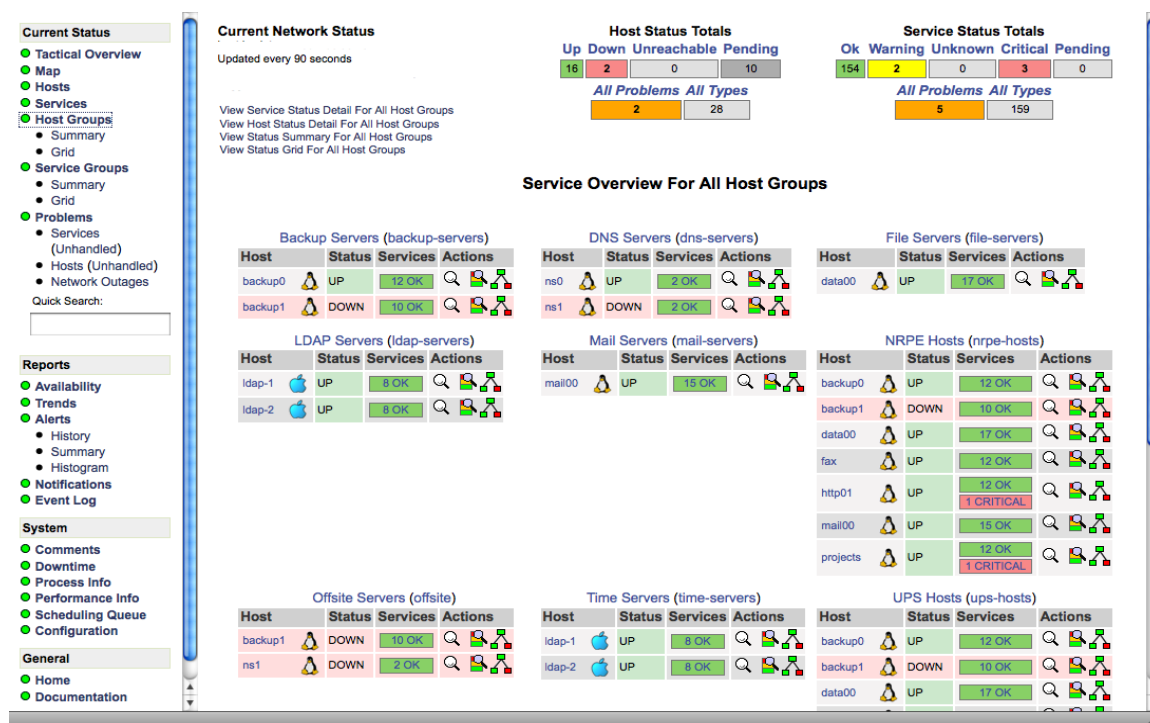 Current Status
Tactical Overview
Map
Hosts
Services
Host Groups
Summary
Grid
Service Groups
Summary
Grid
Problems
Services
(Unhandled)
Hosts (Unhandled)
Network Outages
Quick Search:
Reports
Availability
Trends
Alerts
History
Summary
Histogram
Notifications
Event Log
System
Comments
Downtime
Process Info
Performance Info
Scheduling Queue
Configuration
General
Home
Documentation
Current Network Status
Updated every 90 seconds
View Service Status Detail For All Host Groups
View Host Status Detail For All Host Groups
View Status Summary For All Host Groups
View Status Grid For All Host Groups
Host Status Totals
Up Down Unreachable Pending
16 2 0 10
All Problems All Types
2 28
Service Status Totals
Ok Warning Unknown Critical Pending
154 2 0 3 0
All Problems All Types
5 159
Service Overview For All Host Groups
Backup Servers (backup-servers)
Host Status Services Actions
backup0 UP 12 OK
backup1 DOWN 10 OK
DNS Servers (dns-servers)
Host Status Services Actions
ns0 UP 2 OK
ns1 DOWN 2 OK
File Servers (file-servers)
Host Status Services Actions
data00 UP 17 OK
LDAP Servers (ldap-servers)
Host Status Services Actions
ldap-1 UP 8 OK
ldap-2 UP 8 OK
Mail Servers (mail-servers)
Host Status Services Actions
mail00 UP 15 OK
NRPE Hosts (nrpe-hosts)
Host Status Services Actions
backup0 UP 12 OK
backup1 DOWN 10 OK
data00 UP 17 OK
fax UP 12 OK
http01 UP 12 OK
1 CRITICAL
mail00 UP 15 OK
projects UP 12 OK
1 CRITICAL
Offsite Servers (offsite)
Host Status Services Actions
backup1 DOWN 10 OK
ns1 DOWN 2 OK
Time Servers (time-servers)
Host Status Services Actions
ldap-1 UP 8 OK
ldap-2 UP 8 OK
UPS Hosts (ups-hosts)
Host Status Services Actions
backup0 UP 12 OK
backup1 DOWN 10 OK
data00 UP 17 OK